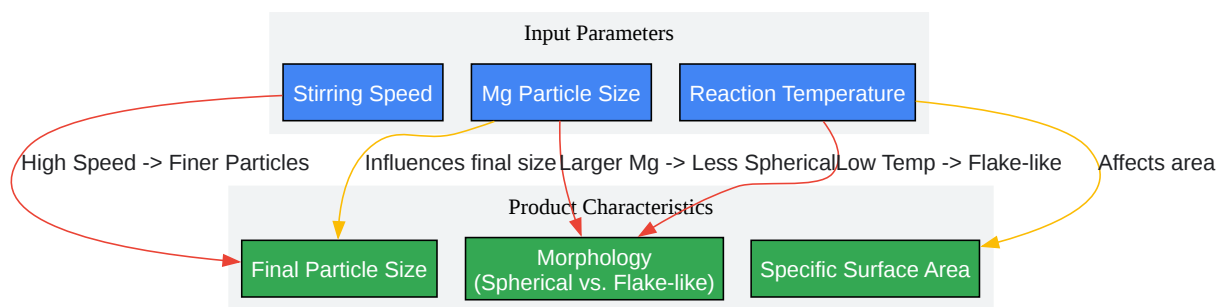 Input Parameters
Stirring Speed
Mg Particle Size
Reaction Temperature
High Speed -> Finer Particles
Influences final size
Larger Mg -> Less Spherical
Low Temp -> Flake-like
Affects area
Product Characteristics
Final Particle Size
Morphology
(Spherical vs. Flake-like)
Specific Surface Area